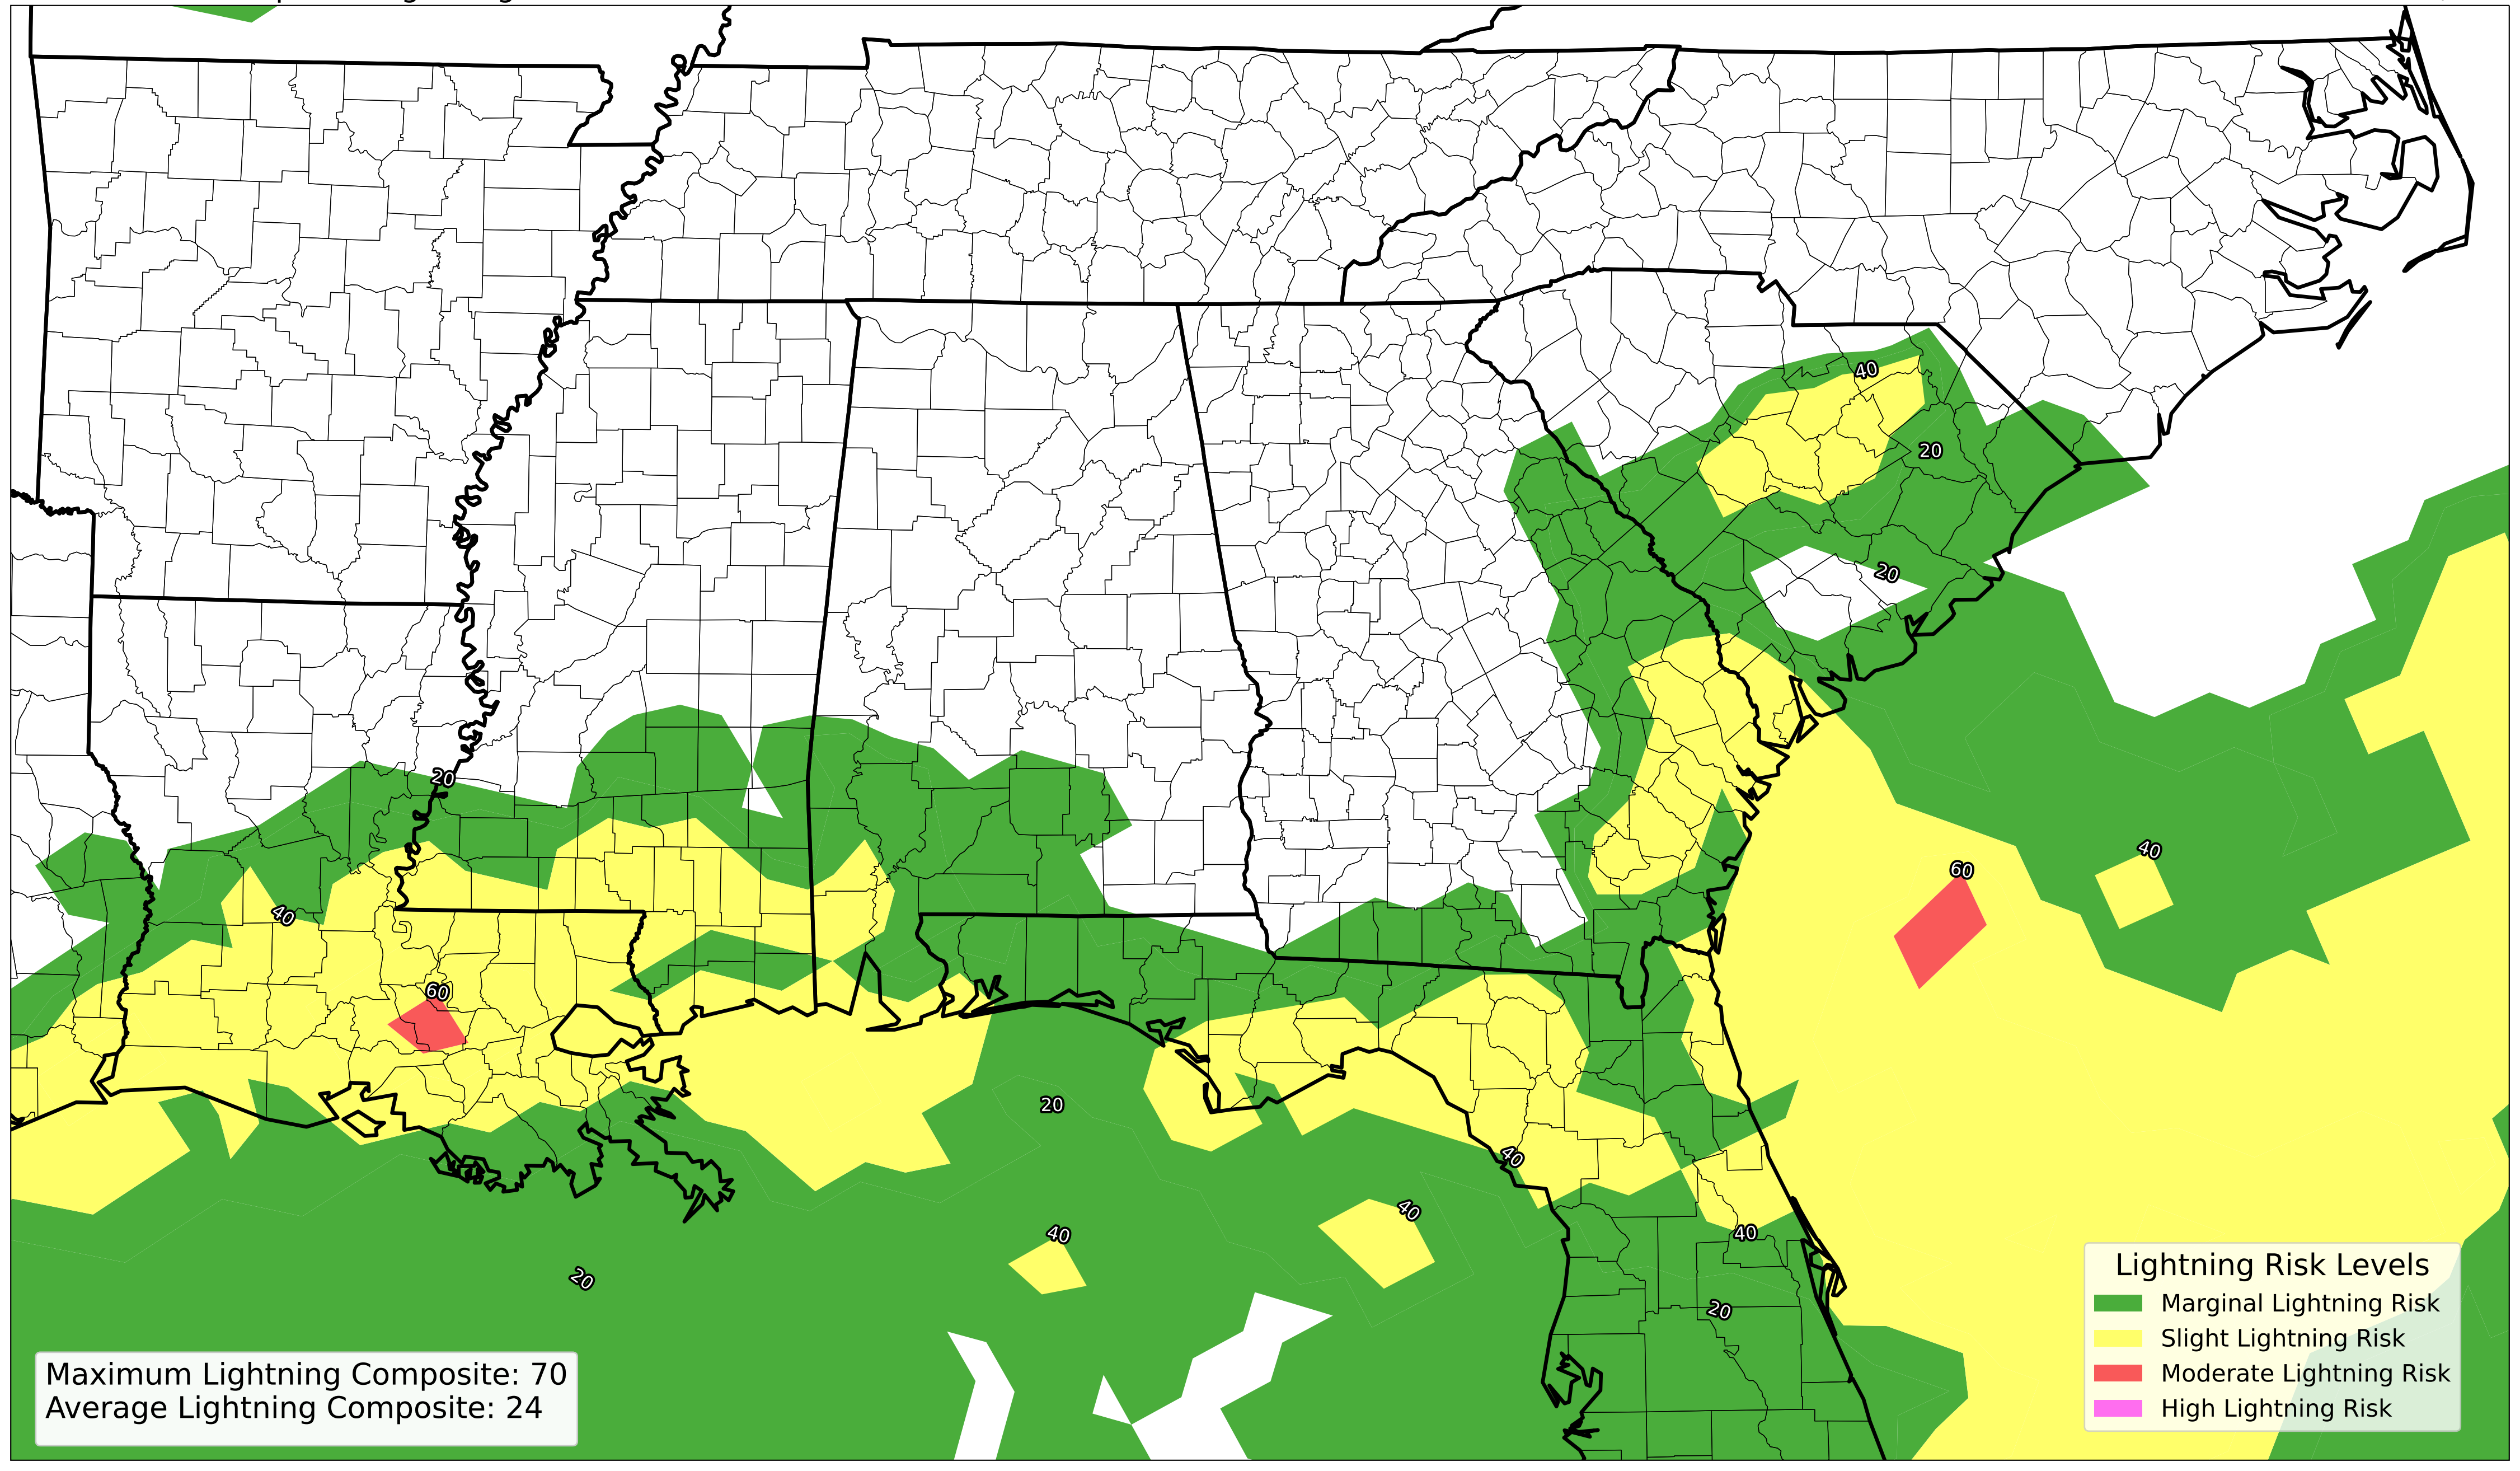 40
20
20
20
60
40
40
60
20
40
40
40
40
20
20
Lightning Risk Levels
Marginal Lightning Risk
Slight Lightning Risk
Moderate Lightning Risk
High Lightning Risk
Maximum Lightning Composite: 70
Average Lightning Composite: 24